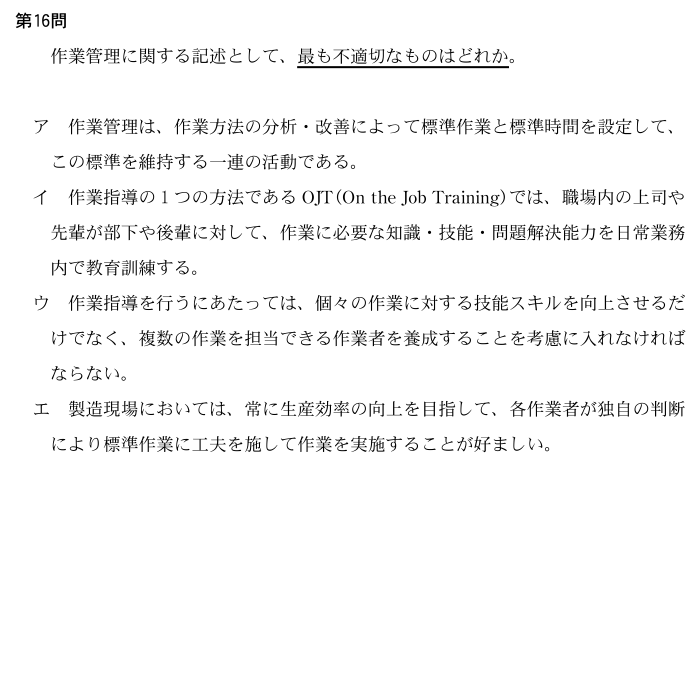 第16問
作業管理に関する記述として、最も不適切なものはどれか。
ア　作業管理は、作業方法の分析・改善によって標準作業と標準時間を設定して、
この標準を維持する一連の活動である。
イ　作業指導の1つの方法である OJT(On the Job Training)では、職場内の上司や
先輩が部下や後輩に対して、作業に必要な知識・技能・問題解決能力を日常業務
内で教育訓練する。
ウ　作業指導を行うにあたっては、個々の作業に対する技能スキルを向上させるだ
けでなく、複数の作業を担当できる作業者を養成することを考慮に入れなければ
ならない。
エ　製造現場においては、常に生産効率の向上を目指して、各作業者が独自の判断
により標準作業に工夫を施して作業を実施することが好ましい。